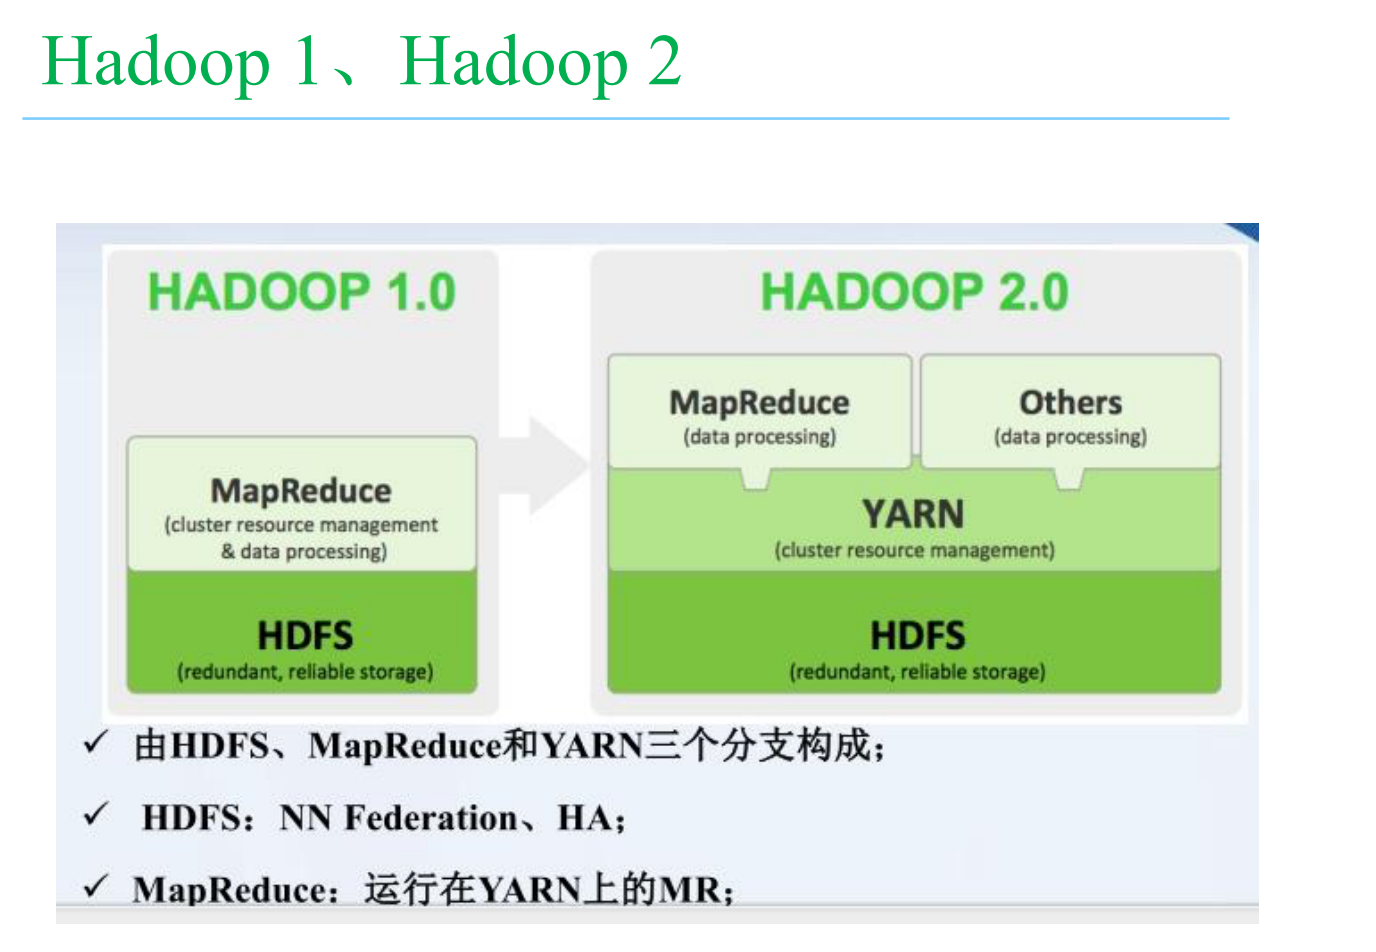 Hadoop 1、Hadoop 2
HADOOP 1.0
MapReduce
(cluster resource management
& data processing)
HDFS
(redundant, reliable storage)
HADOOP 2.0
MapReduce
(data processing)
Others
(data processing)
YARN
(cluster resource management)
HDFS
(redundant, reliable storage)
✓ 由HDFS、MapReduce和YARN三个分支构成；
✓ HDFS：NN Federation、HA；
✓ MapReduce：运行在YARN上的MR；